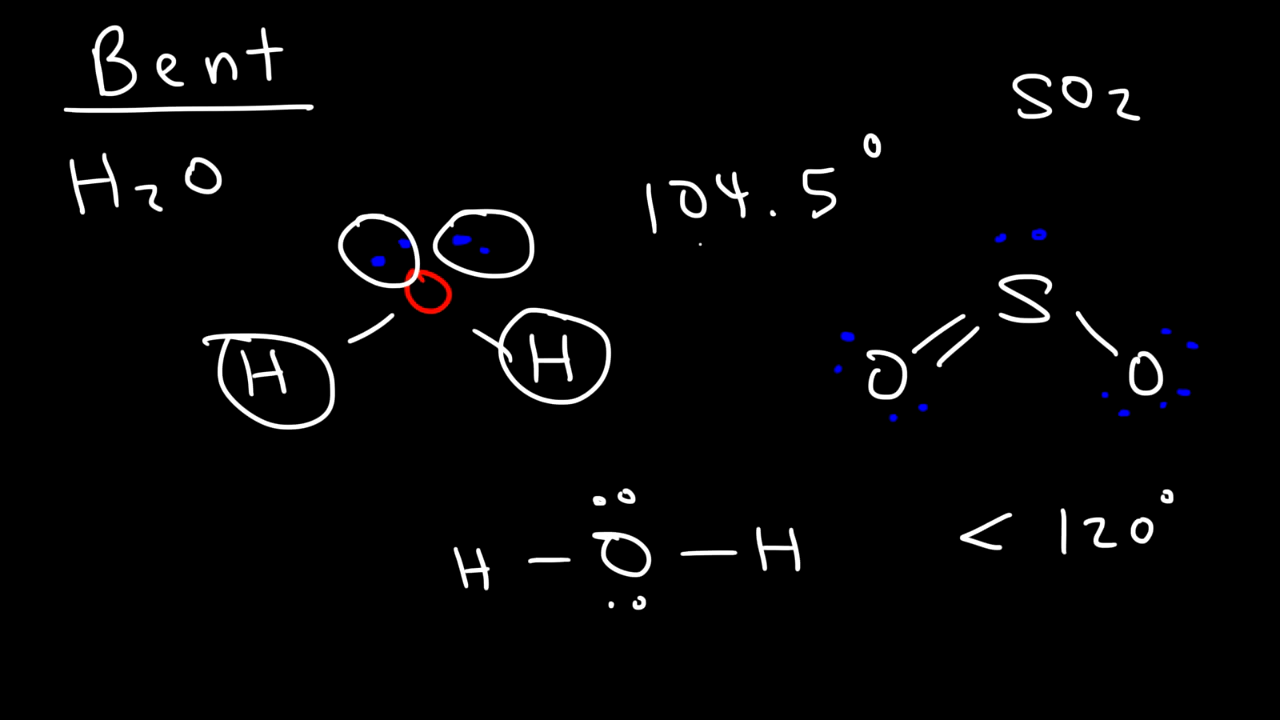 Bent
H₂O
SO₂
104.5°
O
H H
S
O O
H – O – H
< 120°